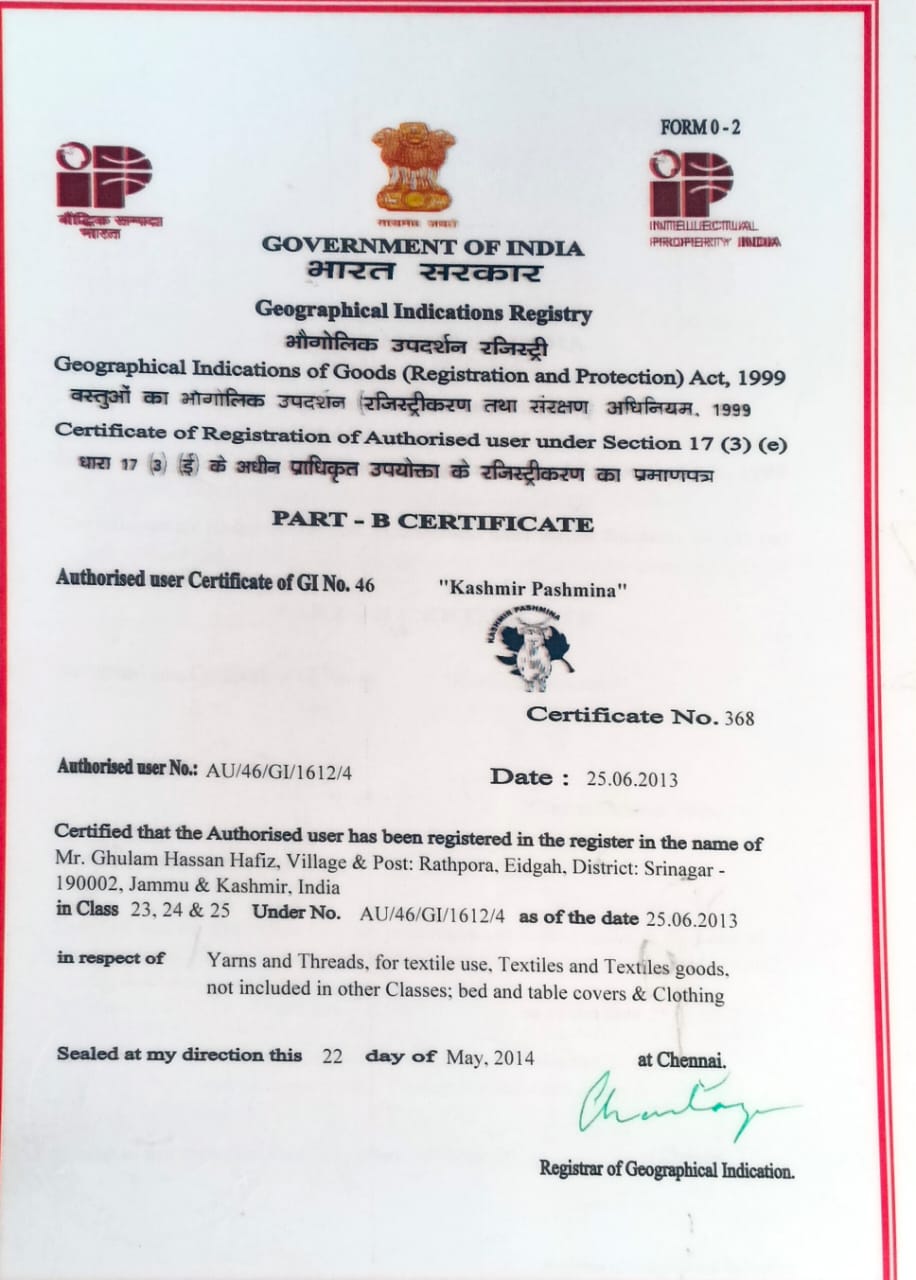 FORM 0 - 2
बौद्धिक सम्पदा
भारत
सत्यमेव जयते
INTELLECTUAL
PROPERTY INDIA
GOVERNMENT OF INDIA
भारत सरकार
Geographical Indications Registry
भौगोलिक उपदर्शन रजिस्ट्री
Geographical Indications of Goods (Registration and Protection) Act, 1999
वस्तुओं का भौगोलिक उपदर्शन (रजिस्ट्रीकरण तथा संरक्षण अधिनियम, 1999
Certificate of Registration of Authorised user under Section 17 (3) (e)
धारा 17 (3) (ई) के अधीन प्राधिकृत उपयोक्ता के रजिस्ट्रीकरण का प्रमाणपत्र
PART - B CERTIFICATE
Authorised user Certificate of GI No. 46 "Kashmir Pashmina"
KASHMIR PASHMINA
Certificate No. 368
Authorised user No.: AU/46/GI/1612/4 Date : 25.06.2013
Certified that the Authorised user has been registered in the register in the name of
Mr. Ghulam Hassan Hafiz, Village & Post: Rathpora, Eidgah, District: Srinagar -
190002, Jammu & Kashmir, India
in Class 23, 24 & 25 Under No. AU/46/GI/1612/4 as of the date 25.06.2013
in respect of Yarns and Threads, for textile use, Textiles and Textiles goods,
not included in other Classes; bed and table covers & Clothing
Sealed at my direction this 22 day of May, 2014 at Chennai.
Registrar of Geographical Indication.